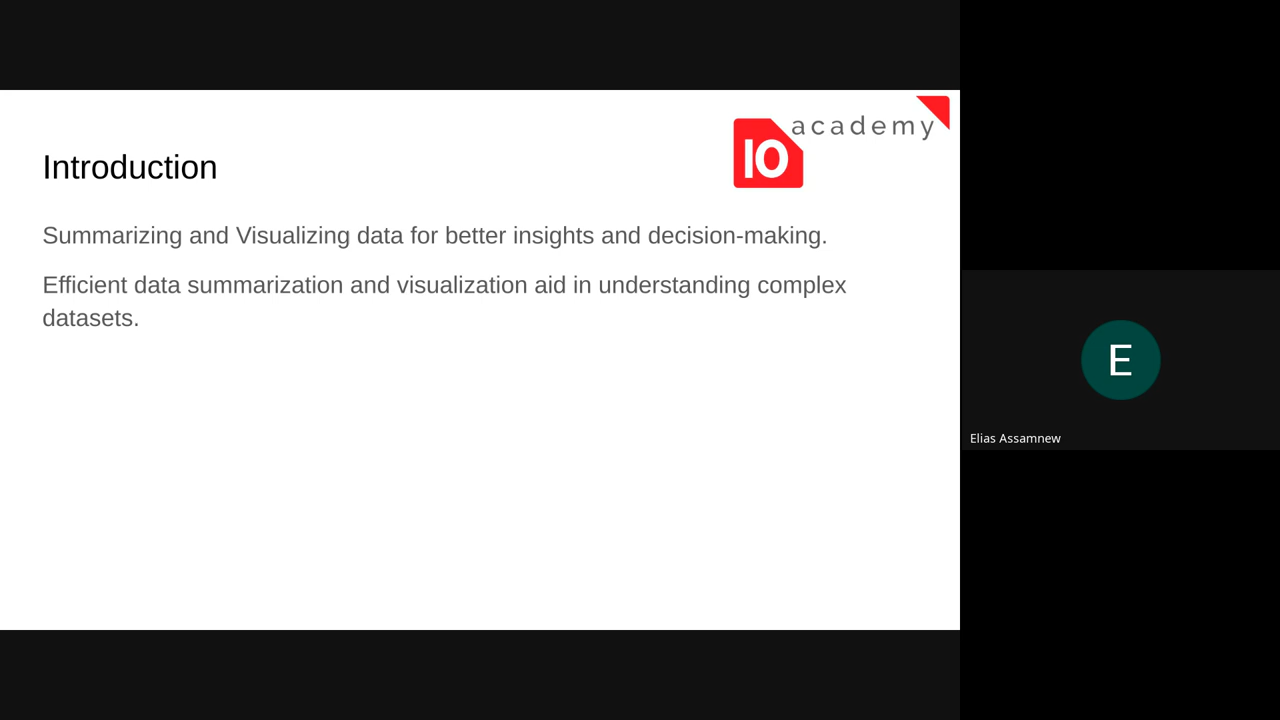 academy
10
Introduction
Summarizing and Visualizing data for better insights and decision-making.
Efficient data summarization and visualization aid in understanding complex
datasets.
E
Elias Assamnew